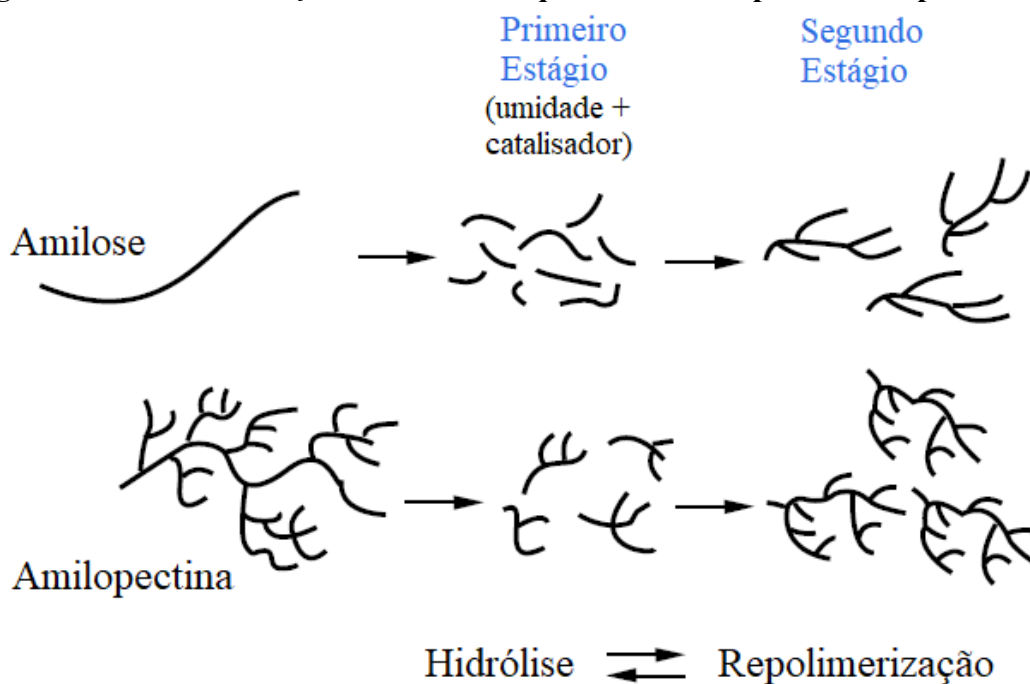 Primeiro
Estágio
(umidade +
catalisador)
Segundo
Estágio
Amilose
Amilopectina
Hidrólise
Repolimerização